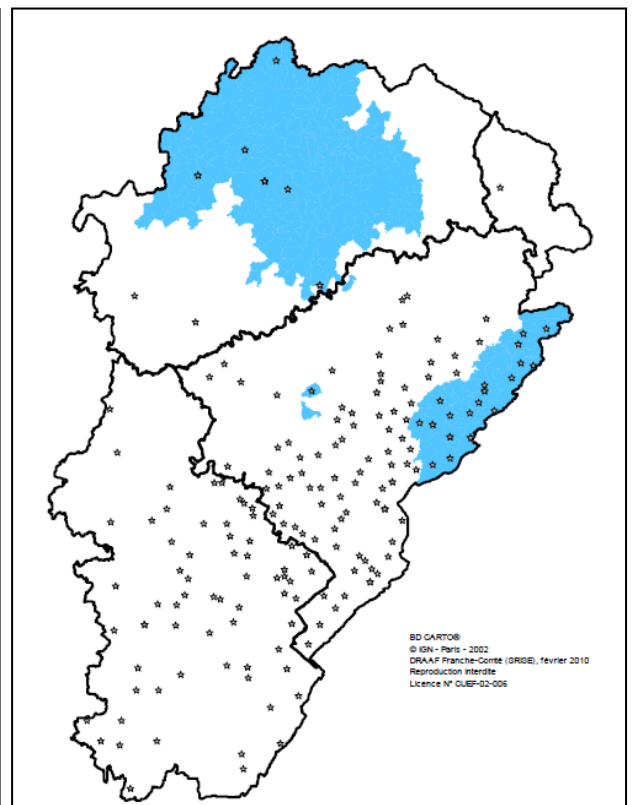 BD CARTO®
© IGN - Paris - 2002
DRAAF Franche-Comté (SRISE), février 2010
Reproduction interdite
Licence N° CUEF-02-006